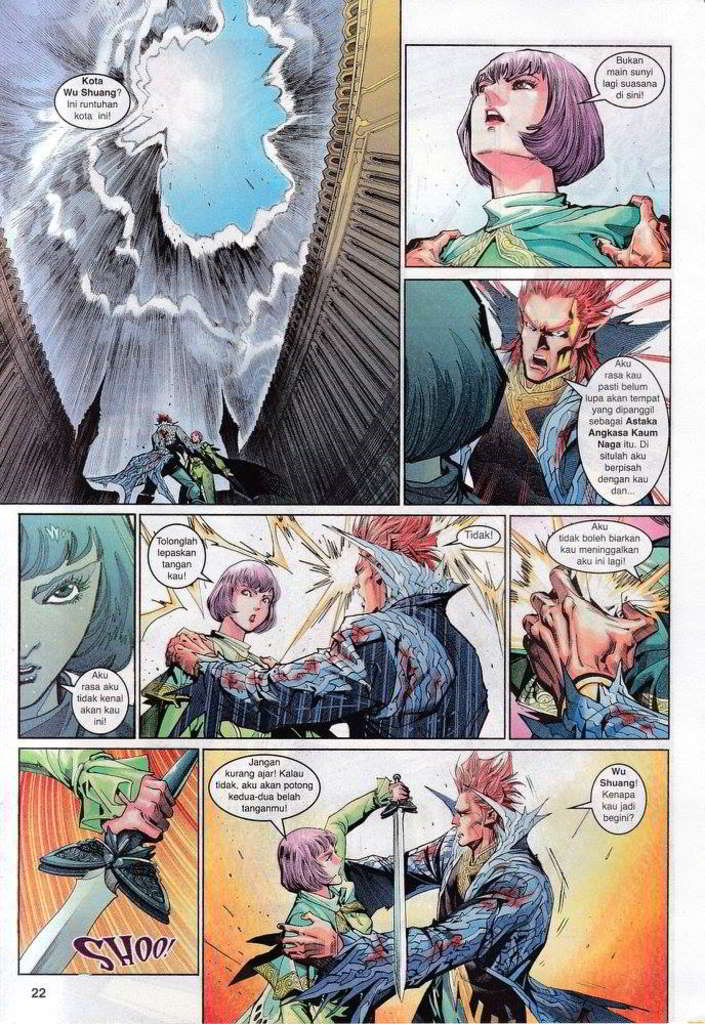 Kota
Wu Shuang?
Ini runtuhan
kota ini!
Bukan
main sunyi
lagi suasana
di sini!
Aku
rasa kau
pasti belum
lupa akan tempat
yang dipanggil
sebagai Astaka
Angkasa Kaum
Naga itu. Di
situlah aku
berpisah
dengan kau
dan...
Aku
rasa aku
tidak kenal
akan kau
ini!
Tolonglah
lepaskan
tangan
kau!
Tidak!
Aku
tidak boleh biarkan
kau meninggalkan
aku ini lagi!
SHOO!
Jangan
kurang ajar! Kalau
tidak, aku akan potong
kedua-dua belah
tanganmu!
Wu
Shuang!
Kenapa
kau jadi
begini?
22